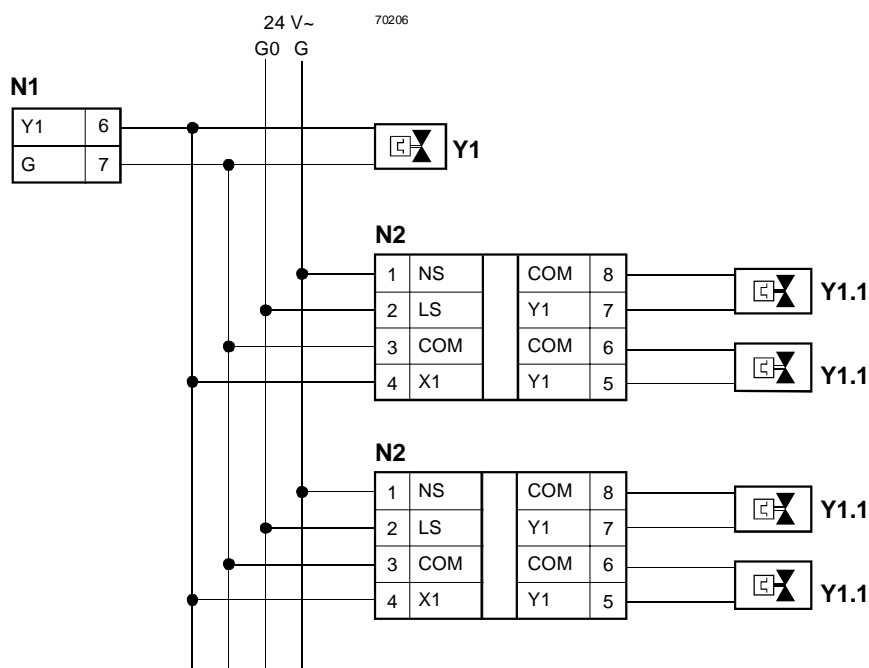 24 V~ 70206
G0 G
N1
Y1 6
G 7
Y1
N2
1 NS COM 8
Y1.1
2 LS Y1 7
3 COM COM 6
Y1.1
4 X1 Y1 5
N2
1 NS COM 8
Y1.1
2 LS Y1 7
3 COM COM 6
Y1.1
4 X1 Y1 5